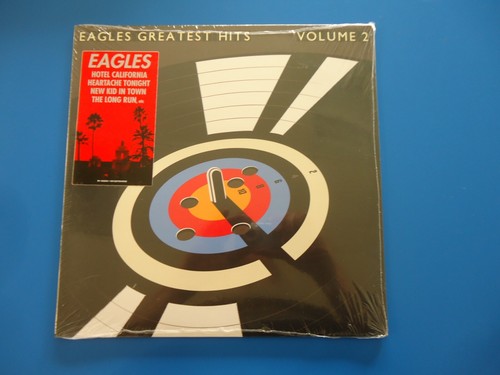 EAGLES GREATEST HITS VOLUME 2
EAGLES
HOTEL CALIFORNIA
HEARTACHE TONIGHT
NEW KID IN TOWN
THE LONG RUN,